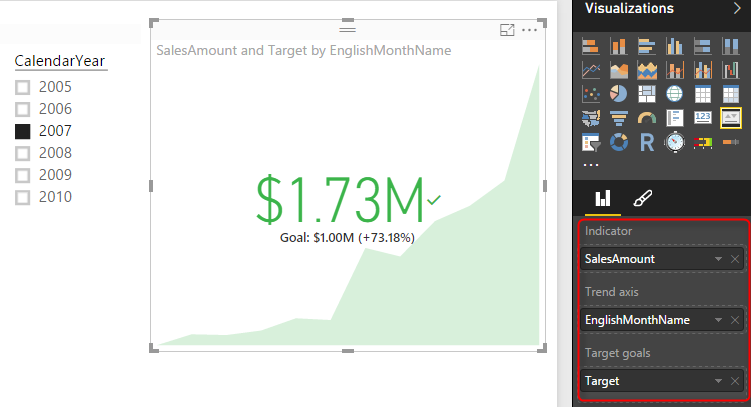 Visualizations
SalesAmount and Target by EnglishMonthName
CalendarYear
2005
2006
2007
2008
2009
2010
$1.73M
Goal: $1.00M (+73.18%)
123
R
Indicator
SalesAmount
Trend axis
EnglishMonthName
Target goals
Target